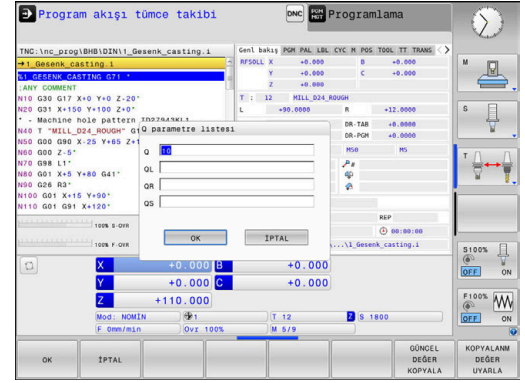 Program akışı tümce takibi
DNC
PGM MGT
Programlama
TNC:\nc_prog\BHB\DIN\1_Gesenk_casting.i
→1_Gesenk_casting.i
%1_GESENK_CASTING G71 *
;ANY COMMENT
N10 G30 G17 X+0 Y+0 Z-20*
N20 G31 X+150 Y+100 Z+0*
* - Machine hole pattern ID27943KL1
N40 T "MILL_D24_ROUGH" G1
N50 G00 G90 X-25 Y+65 Z+1
N60 G00 Z-5*
N70 G98 L1*
N80 G01 X+5 Y+80 G41*
N90 G26 R3*
N100 G01 X+15 Y+90*
N110 G01 G91 X+120*
100% S-OVR
100% F-OVR
Genl bakış PGM PAL LBL CYC M POS TOOL TT TRANS
RFSOLL X +0.000 B +0.000
Y +0.000 C +0.000
Z +0.000
T : 12 MILL_D24_ROUGH
L +90.0000 R +12.0000
DR-TAB +0.0000
DR-PGM +0.0000
M50 M5
REP
00:00:00
\...\1_Gesenk_casting.i
Q parametre listesi
Q 10
QL
QR
QS
OK
İPTAL
X +0.000 B +0.000
Y +0.000 C +0.000
Z +110.000
Mod: NOMİN 1 T 12 Z S 1800
F 0mm/min Ovr 100% M 5/9
M
S
T
S100%
OFF ON
F100%
OFF ON
OK
İPTAL
GÜNCEL DEĞER KOPYALA
KOPYALANM DEĞER UYARLA